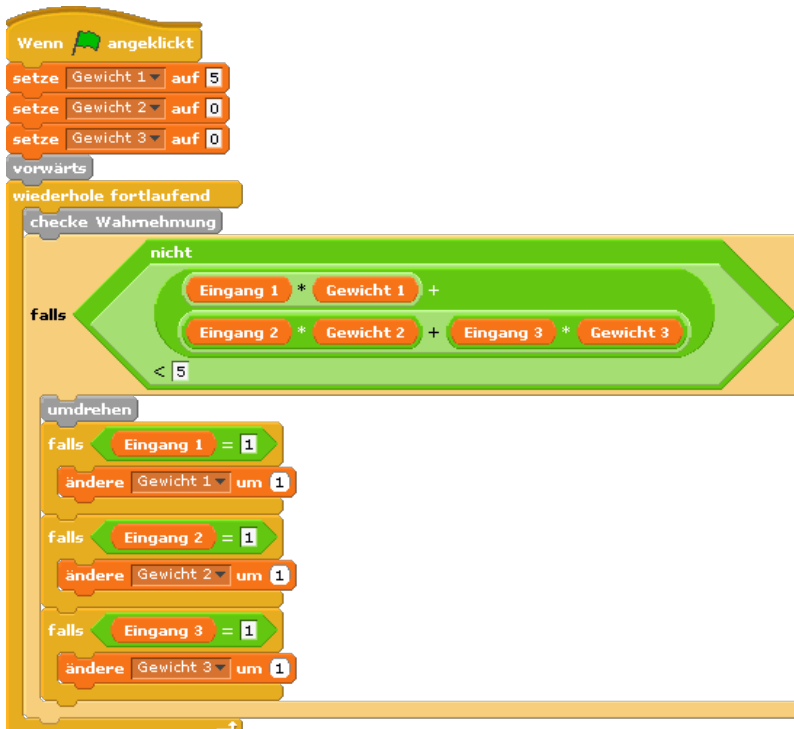 Wenn angeklickt
setze Gewicht 1 auf 5
setze Gewicht 2 auf 0
setze Gewicht 3 auf 0
vorwärts
wiederhole fortlaufend
checke Wahrnehmung
nicht
Eingang 1 * Gewicht 1 +
falls
Eingang 2 * Gewicht 2 + Eingang 3 * Gewicht 3
< 5
umdrehen
falls Eingang 1 = 1
ändere Gewicht 1 um 1
falls Eingang 2 = 1
ändere Gewicht 2 um 1
falls Eingang 3 = 1
ändere Gewicht 3 um 1